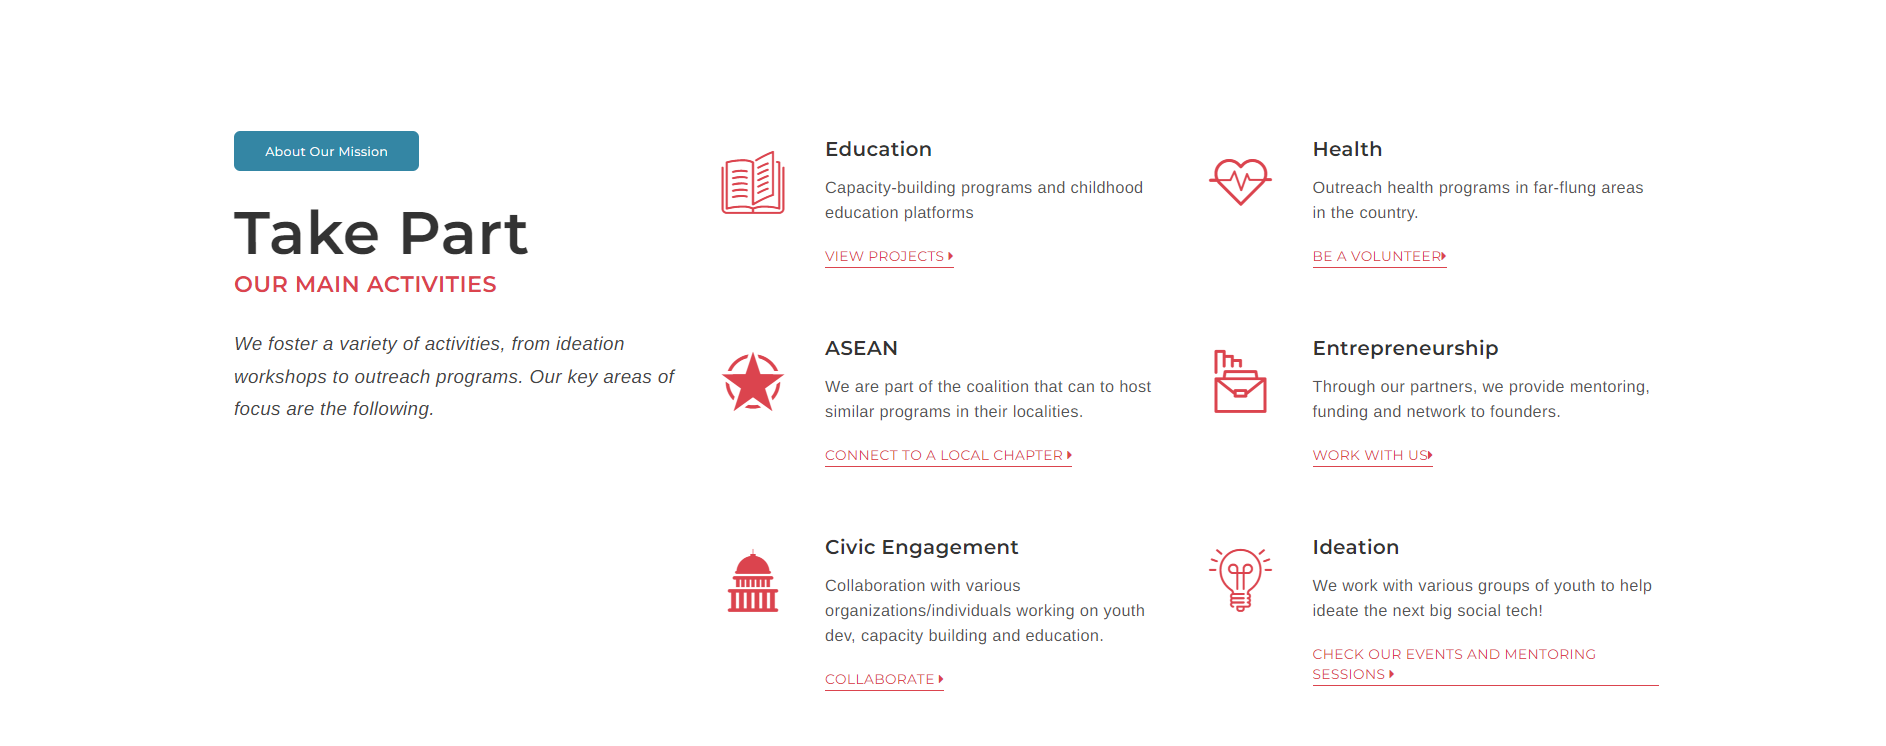 About Our Mission
Take Part
OUR MAIN ACTIVITIES
We foster a variety of activities, from ideation
workshops to outreach programs. Our key areas of
focus are the following.
Education
Capacity-building programs and childhood
education platforms
VIEW PROJECTS
Health
Outreach health programs in far-flung areas
in the country.
BE A VOLUNTEER
ASEAN
We are part of the coalition that can to host
similar programs in their localities.
CONNECT TO A LOCAL CHAPTER
Entrepreneurship
Through our partners, we provide mentoring,
funding and network to founders.
WORK WITH US
Civic Engagement
Collaboration with various
organizations/individuals working on youth
dev, capacity building and education.
COLLABORATE
Ideation
We work with various groups of youth to help
ideate the next big social tech!
CHECK OUR EVENTS AND MENTORING
SESSIONS